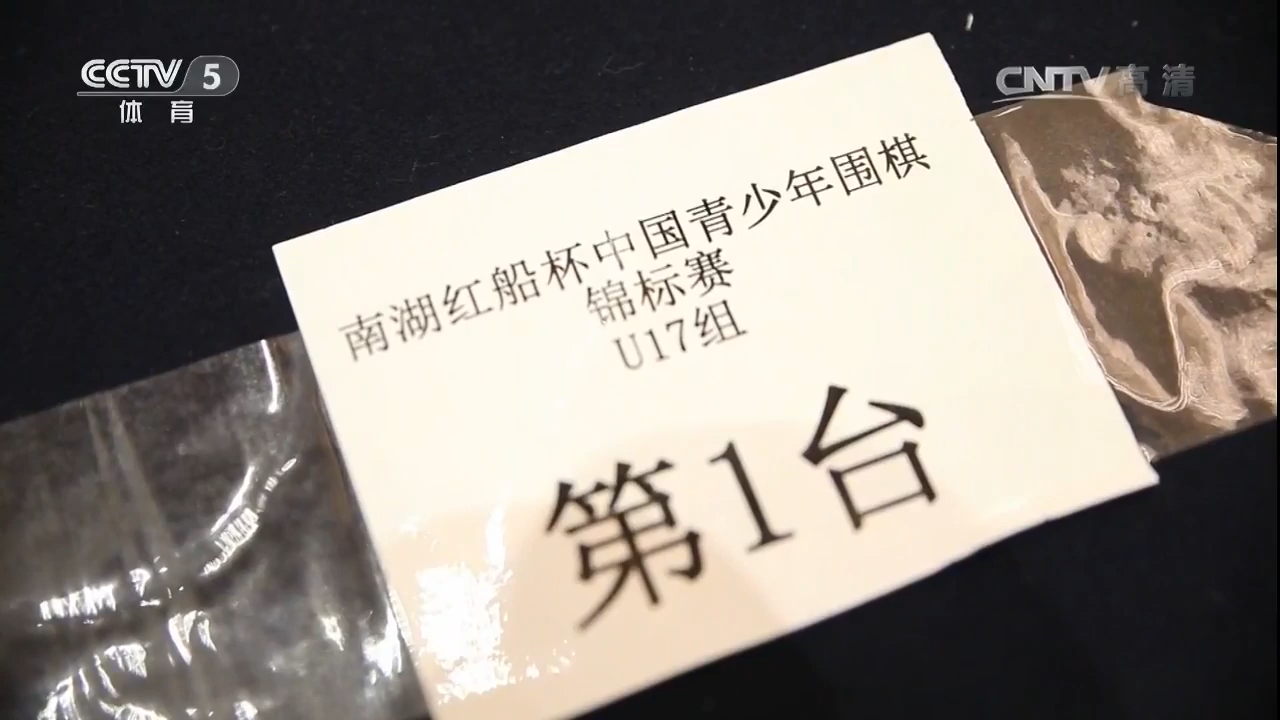 CCTV 5
体育
CNTV高清
南湖红船杯中国青少年围棋
锦标赛
U17组
第1台